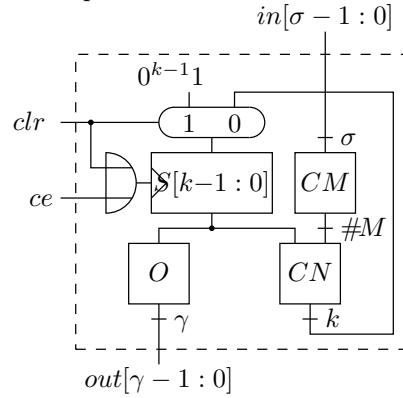 in[σ − 1 : 0]
0^{k−1}1
clr
1 0
σ
S[k−1 : 0]
CM
ce
#M
O
CN
γ
k
out[γ − 1 : 0]